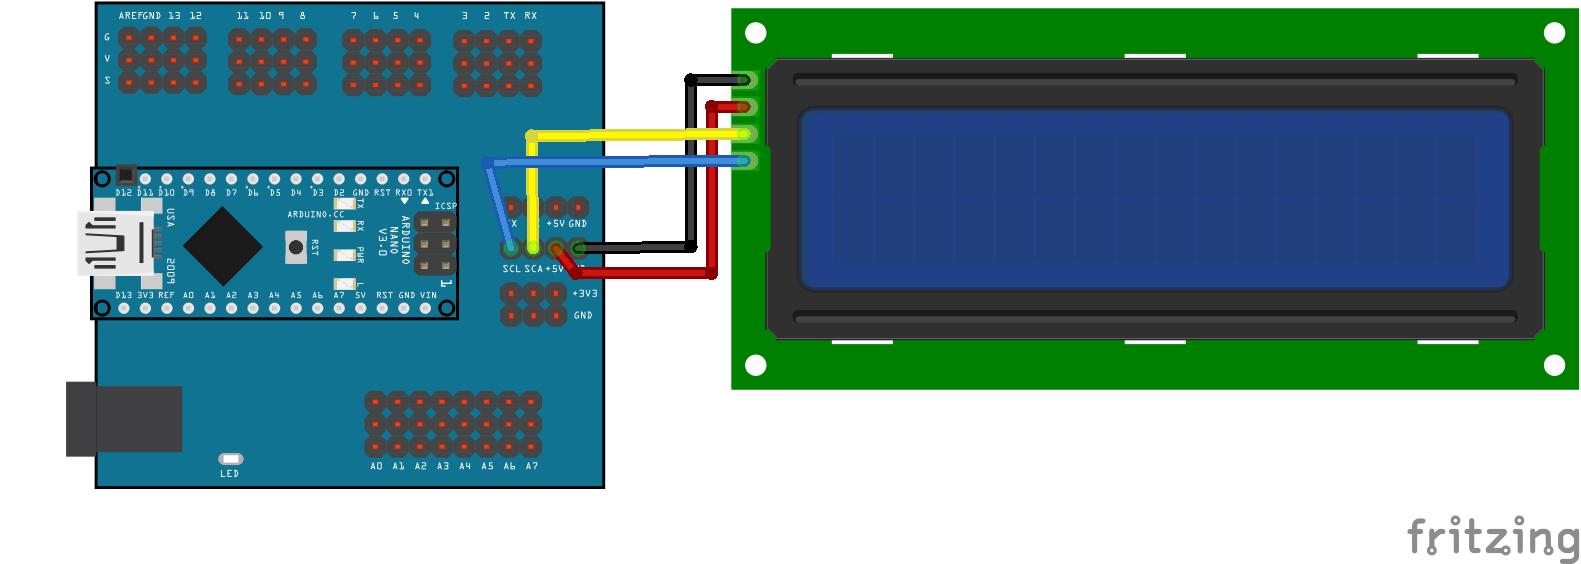 AREF GND 13 12 11 10 9 8 7 6 5 4 3 2 TX RX
G
V
S
D12 D11 D10 D9 D8 D7 D6 D5 D4 D3 D2 GND RST RX0 TX1
ICSP
TX
RX
PWR
L
ARDUINO.CC
RST
ARDUINO
NANO
V3.0
USA
2009
1
D13 3V3 REF A0 A1 A2 A3 A4 A5 A6 A7 5V RST GND VIN
+5V GND
SCL SCA +5V
+3V3
GND
A0 A1 A2 A3 A4 A5 A6 A7
LED
fritzing